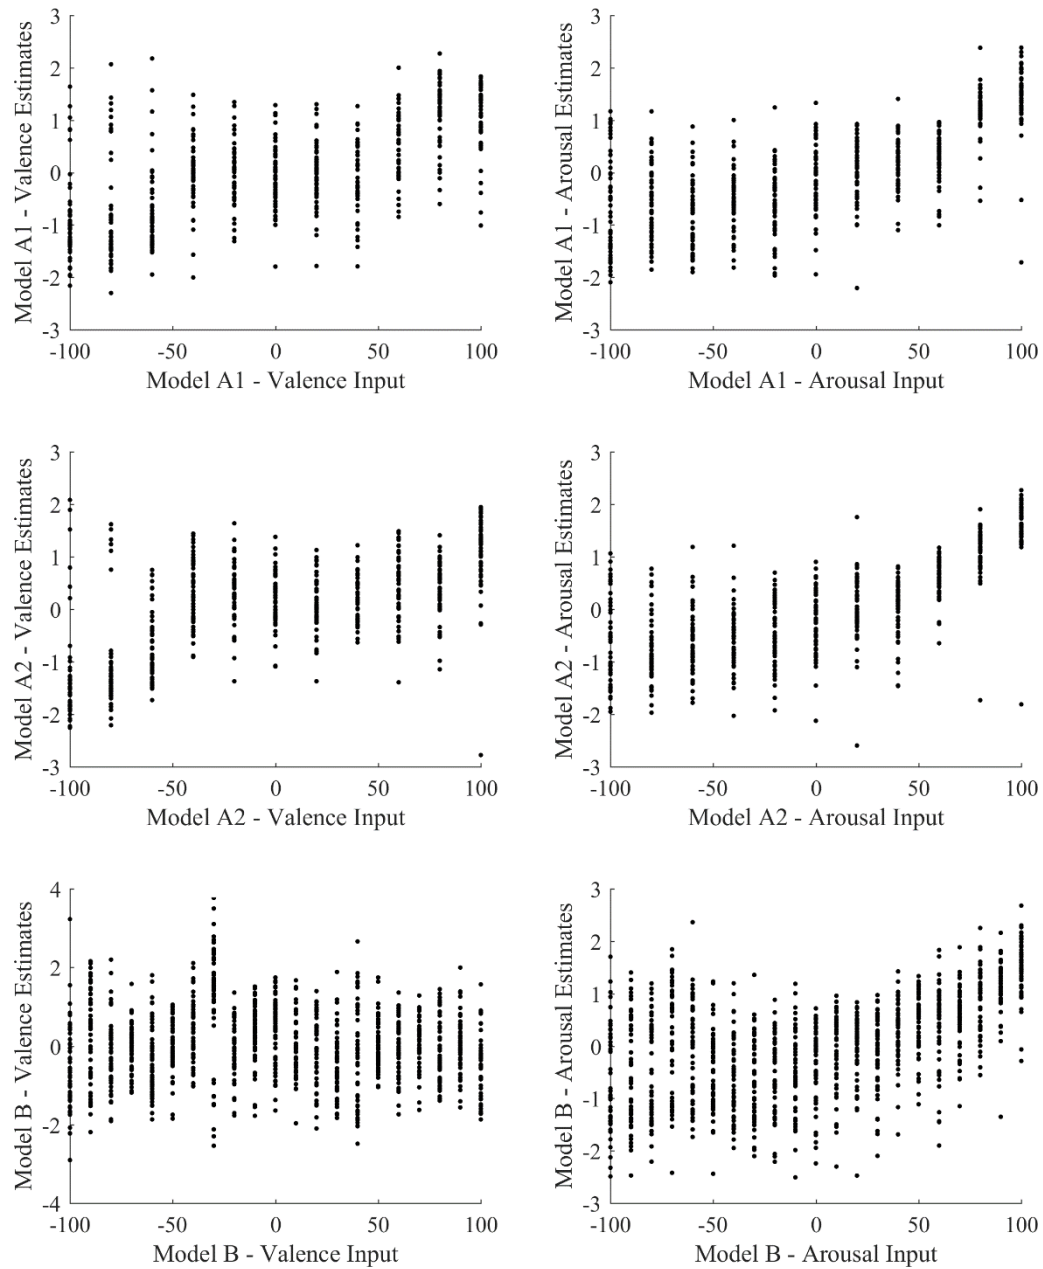 3
2
1
0
-1
-2
-3
Model A1 - Valence Estimates
-100 -50 0 50 100
Model A1 - Valence Input
3
2
1
0
-1
-2
-3
Model A1 - Arousal Estimates
-100 -50 0 50 100
Model A1 - Arousal Input
3
2
1
0
-1
-2
-3
Model A2 - Valence Estimates
-100 -50 0 50 100
Model A2 - Valence Input
3
2
1
0
-1
-2
-3
Model A2 - Arousal Estimates
-100 -50 0 50 100
Model A2 - Arousal Input
4
2
0
-2
-4
Model B - Valence Estimates
-100 -50 0 50 100
Model B - Valence Input
3
2
1
0
-1
-2
-3
Model B - Arousal Estimates
-100 -50 0 50 100
Model B - Arousal Input